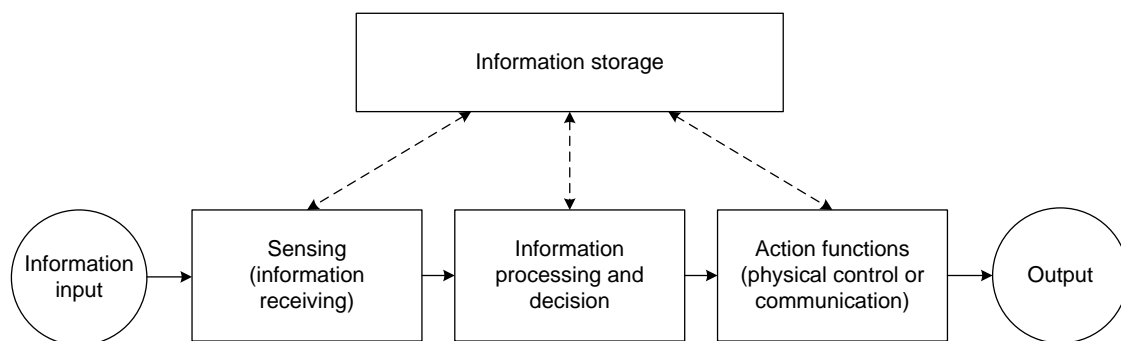 Information storage
Information
input
Sensing
(information
receiving)
Information
processing and
decision
Action functions
(physical control or
communication)
Output